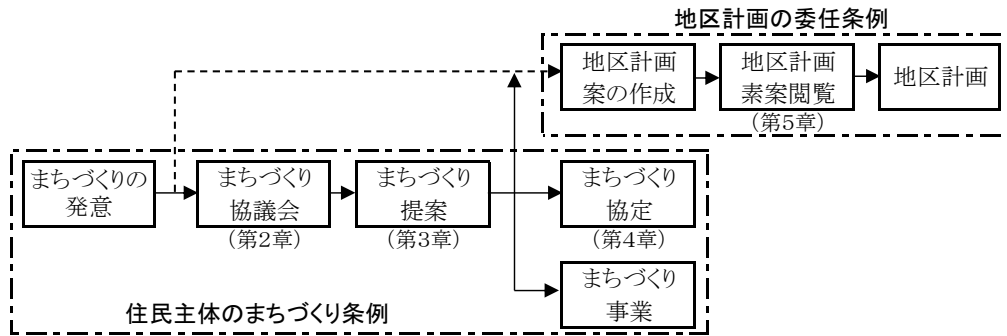 地区計画の委任条例
地区計画
案の作成
地区計画
素案閲覧
(第5章)
地区計画
まちづくりの
発意
まちづくり
協議会
(第2章)
まちづくり
提案
(第3章)
まちづくり
協定
(第4章)
まちづくり
事業
住民主体のまちづくり条例